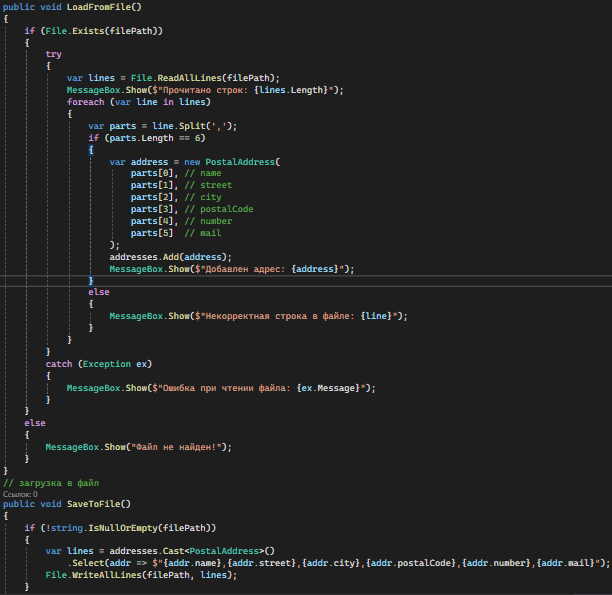 public void LoadFromFile()
{
if (File.Exists(filePath))
{
try
{
var lines = File.ReadAllLines(filePath);
MessageBox.Show($"Прочитано строк: {lines.Length}");
foreach (var line in lines)
{
var parts = line.Split(',');
if (parts.Length == 6)
{
var address = new PostalAddress(
parts[0], // name
parts[1], // street
parts[2], // city
parts[3], // postalCode
parts[4], // number
parts[5] // mail
);
addresses.Add(address);
MessageBox.Show($"Добавлен адрес: {address}");
}
else
{
MessageBox.Show($"Некорректная строка в файле: {line}");
}
}
}
catch (Exception ex)
{
MessageBox.Show($"Ошибка при чтении файла: {ex.Message}");
}
}
else
{
MessageBox.Show("Файл не найден!");
}
}
// загрузка в файл
Ссылок: 0
public void SaveToFile()
{
if (!string.IsNullOrEmpty(filePath))
{
var lines = addresses.Cast<PostalAddress>()
.Select(addr => $"{addr.name},{addr.street},{addr.city},{addr.postalCode},{addr.number},{addr.mail}");
File.WriteAllLines(filePath, lines);
}